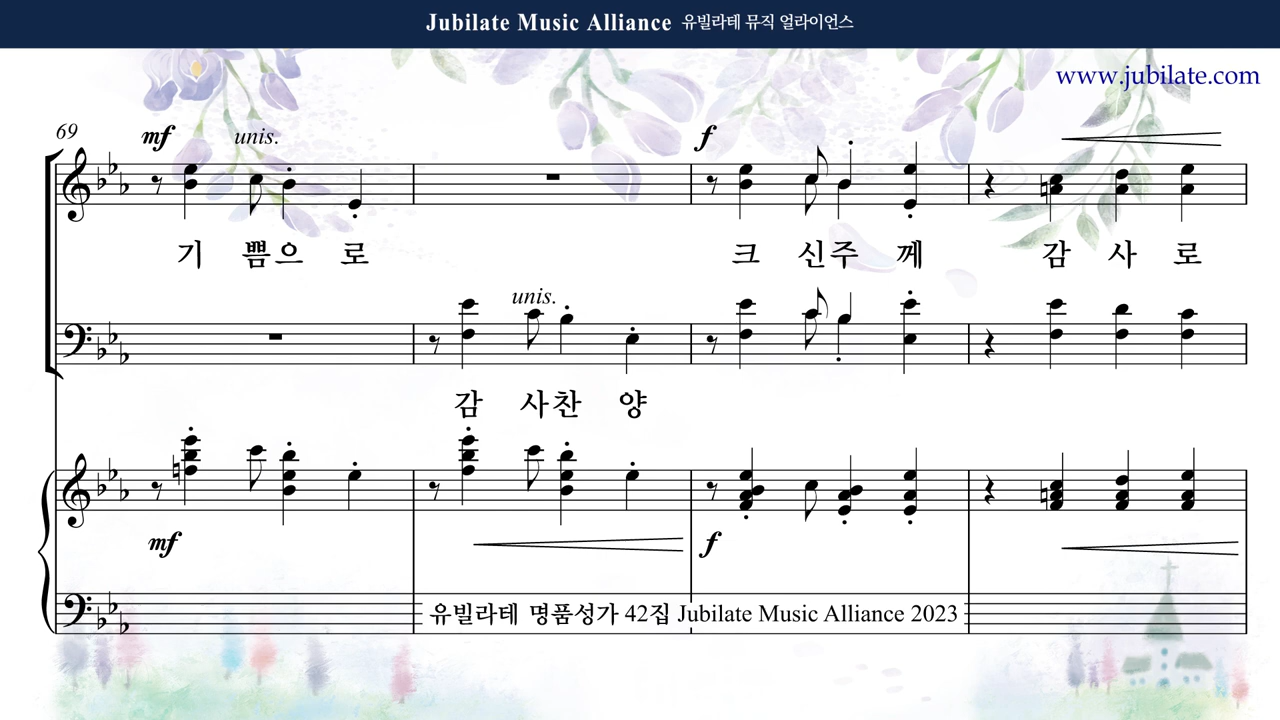 Jubilate Music Alliance 유빌라테 뮤직 얼라이언스
www.jubilate.com
69
mf unis. f
기 쁨으 로 크 신주 께 감 사 로
unis.
감 사찬 양
mf f
유빌라테 명품성가 42집 Jubilate Music Alliance 2023